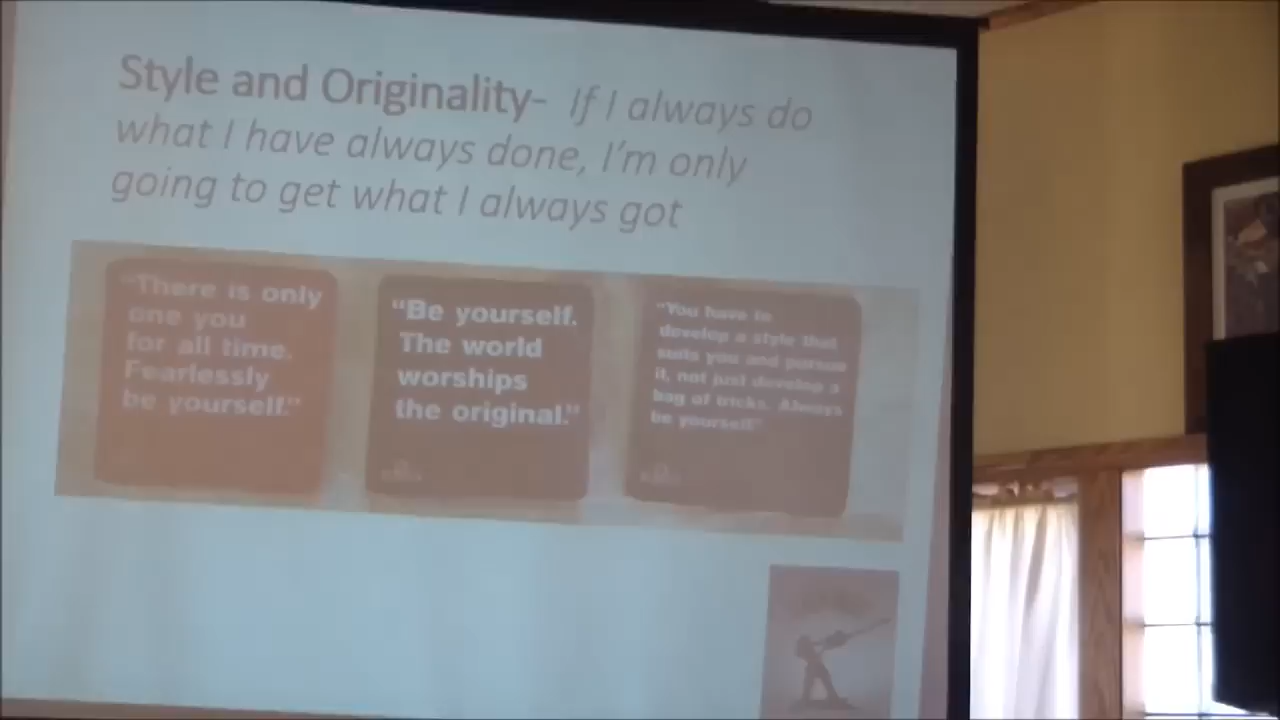 Style and Originality- If I always do
what I have always done, I'm only
going to get what I always got
"There is only
one you
for all time.
Fearlessly
be yourself."
"Be yourself.
The world
worships
the original."
"You have to
develop a style that
suits you and pursue
it, not just develop a
bag of tricks. Always
be yourself"